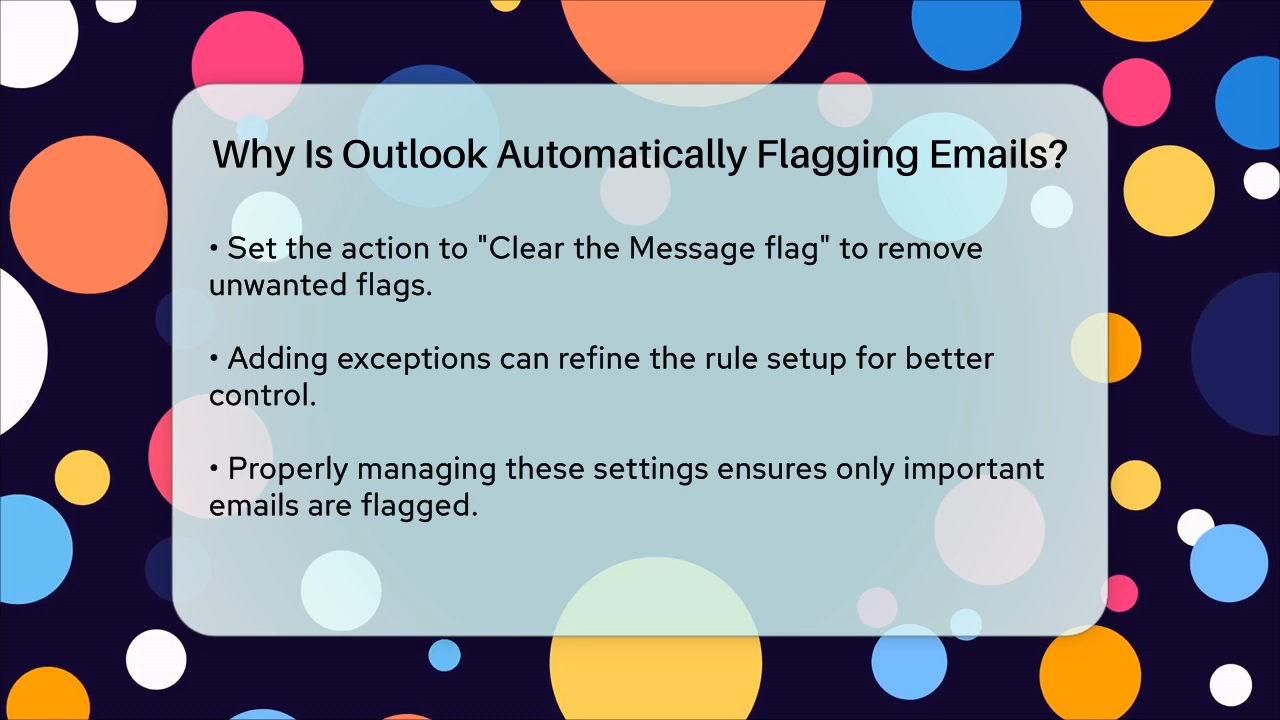 Why Is Outlook Automatically Flagging Emails?
• Set the action to "Clear the Message flag" to remove
unwanted flags.
• Adding exceptions can refine the rule setup for better
control.
• Properly managing these settings ensures only important
emails are flagged.